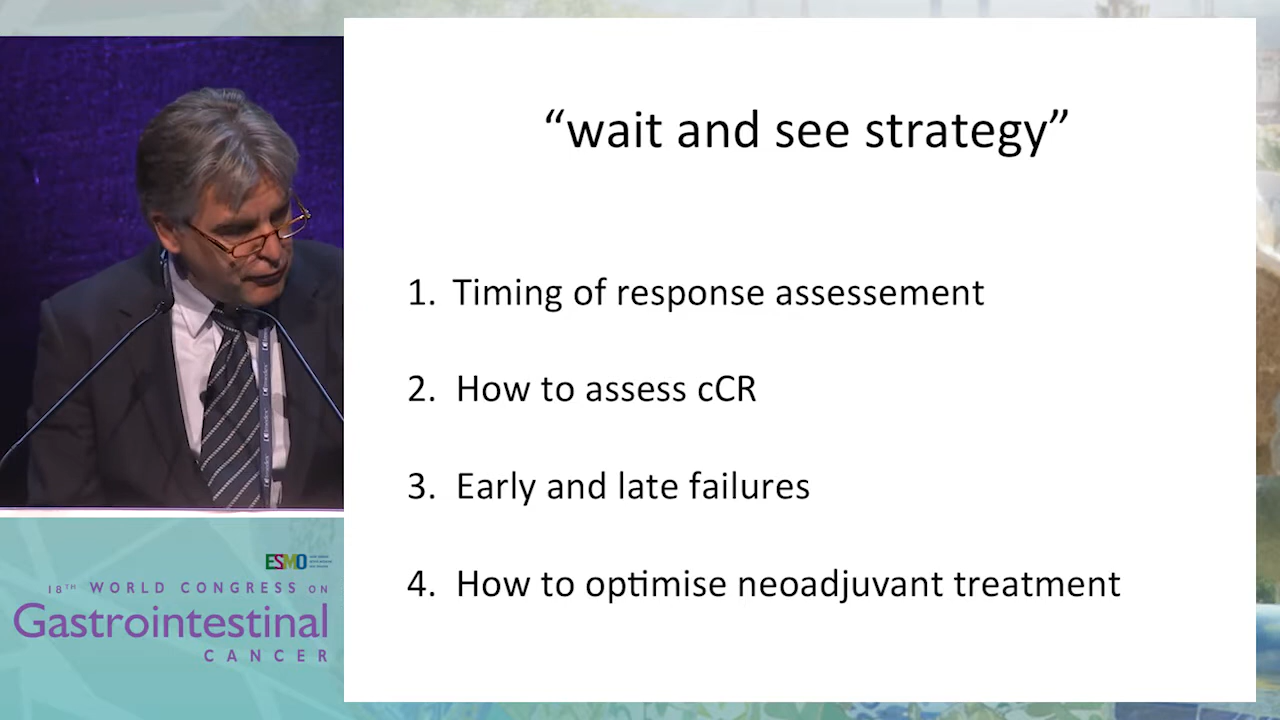 “wait and see strategy”
1. Timing of response assessement
2. How to assess cCR
3. Early and late failures
4. How to optimise neoadjuvant treatment
ESMO
18TH WORLD CONGRESS ON
Gastrointestinal
CANCER